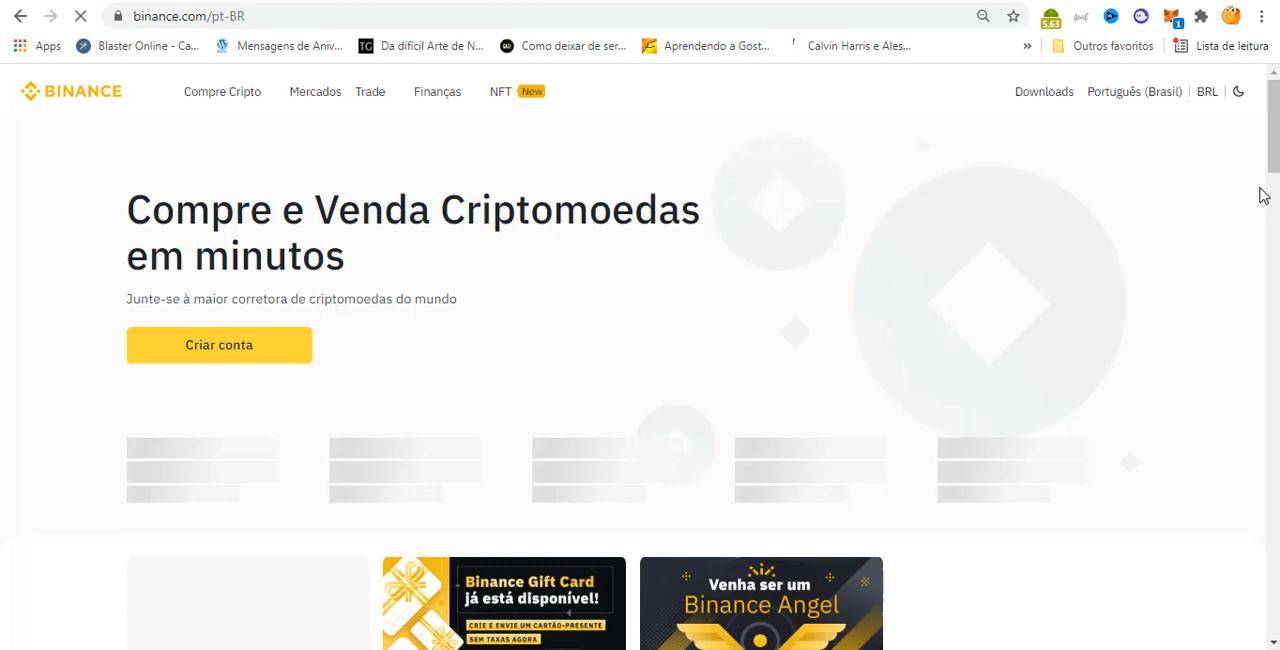 binance.com/pt-BR
5,63
1
Apps
Blaster Online - Ca...
Mensagens de Aniv...
TG
Da difícil Arte de N...
Como deixar de ser...
Aprendendo a Gost...
Calvin Harris e Ales...
»
Outros favoritos
Lista de leitura
BINANCE
Compre Cripto
Mercados
Trade
Finanças
NFT New
Downloads
Português (Brasil)
BRL
Compre e Venda Criptomoedas
em minutos
Junte-se à maior corretora de criptomoedas do mundo
Criar conta
Binance Gift Card
já está disponível!
CRIE E ENVIE UM CARTÃO-PRESENTE
SEM TAXAS AGORA
Venha ser um
Binance Angel